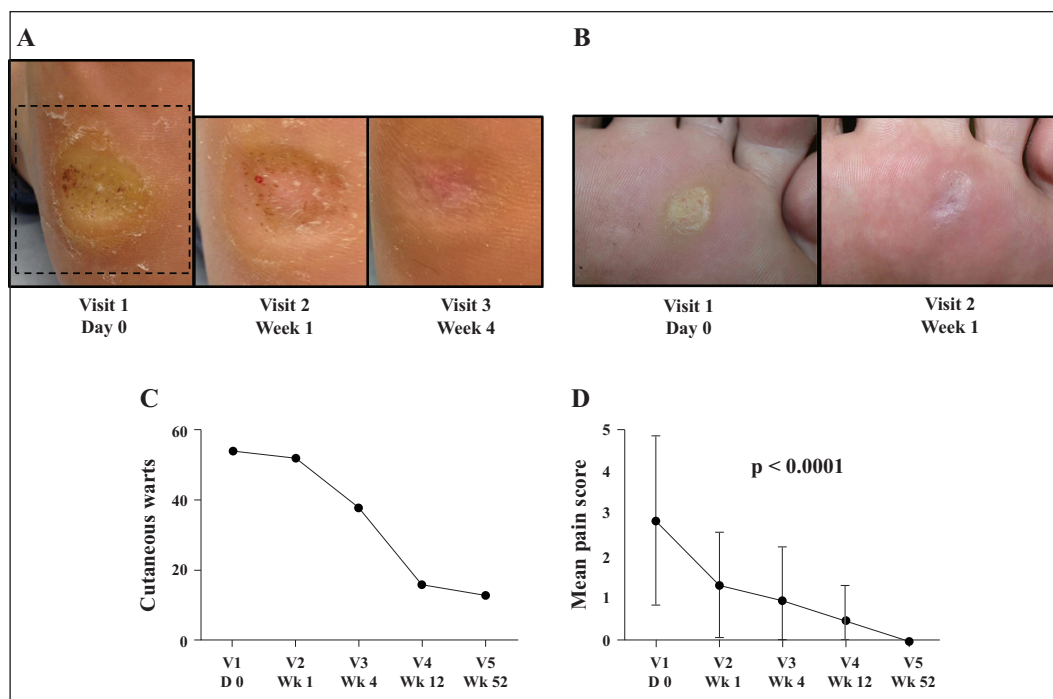 A
B
Visit 1
Day 0
Visit 2
Week 1
Visit 3
Week 4
Visit 1
Day 0
Visit 2
Week 1
C
Cutaneous warts
60
40
20
0
V1
D 0
V2
Wk 1
V3
Wk 4
V4
Wk 12
V5
Wk 52
D
Mean pain score
5
4
3
2
1
0
p < 0.0001
V1
D 0
V2
Wk 1
V3
Wk 4
V4
Wk 12
V5
Wk 52